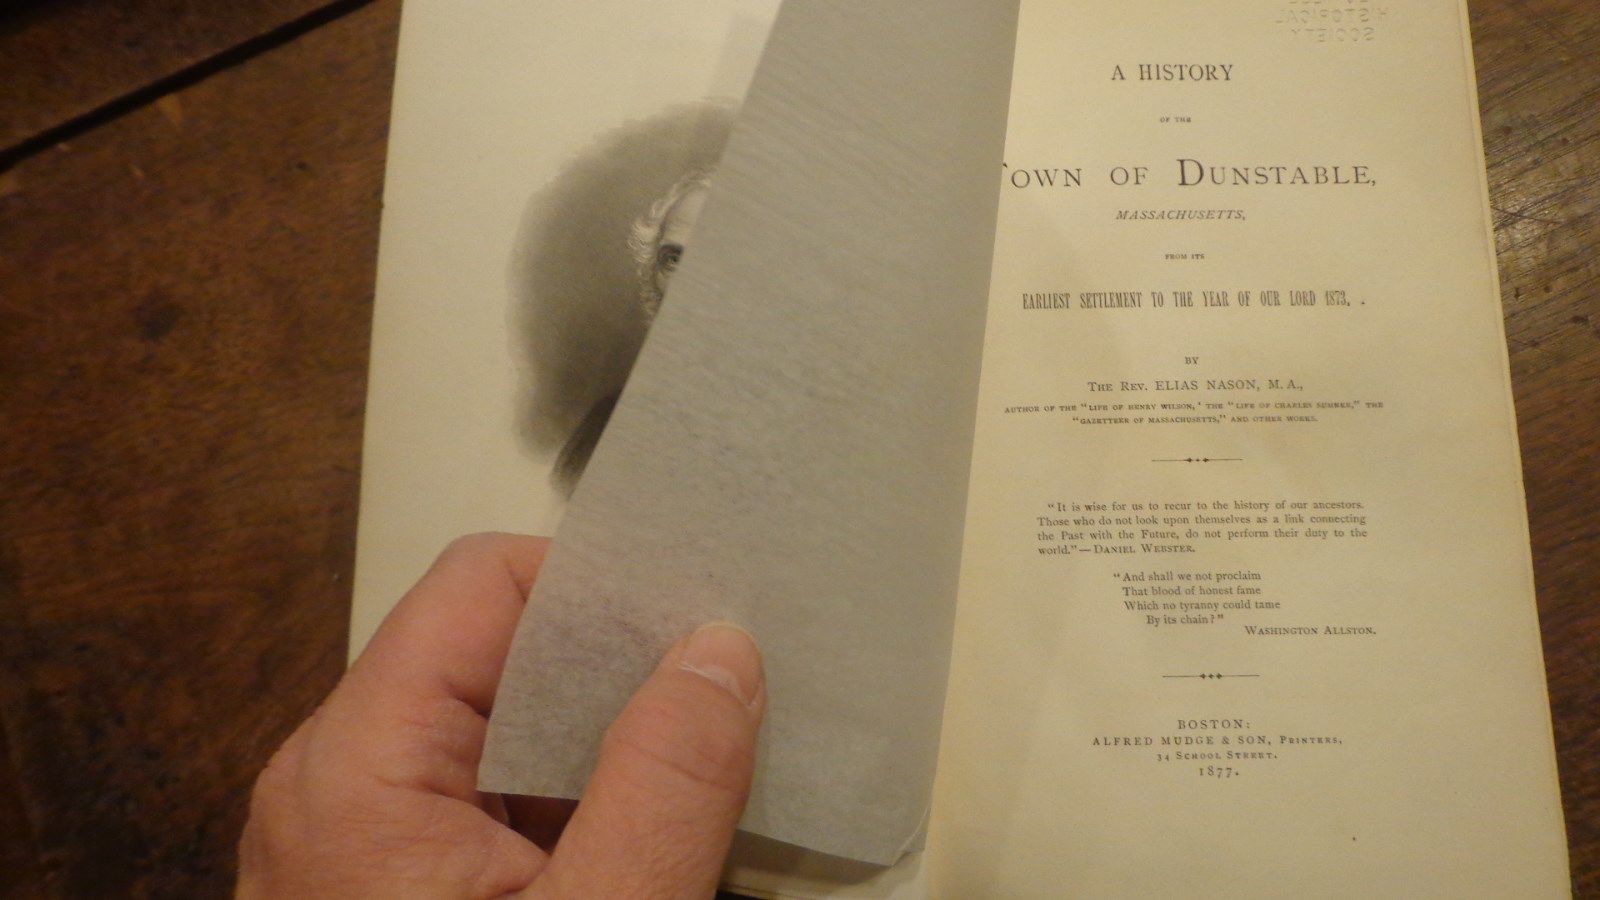 HISTORICAL
SOCIETY
A HISTORY
OF THE
OWN OF DUNSTABLE,
MASSACHUSETTS,
FROM ITS
EARLIEST SETTLEMENT TO THE YEAR OF OUR LORD 1873.
BY
THE REV. ELIAS NASON, M. A.,
AUTHOR OF THE "LIFE OF HENRY WILSON,' THE "LIFE OF CHARLES SUMNER," THE
"GAZETTEER OF MASSACHUSETTS," AND OTHER WORKS.
"It is wise for us to recur to the history of our ancestors.
Those who do not look upon themselves as a link connecting
the Past with the Future, do not perform their duty to the
world."—DANIEL WEBSTER.
"And shall we not proclaim
That blood of honest fame
Which no tyranny could tame
By its chain?"
WASHINGTON ALLSTON.
BOSTON:
ALFRED MUDGE & SON, PRINTERS,
34 SCHOOL STREET.
1877.